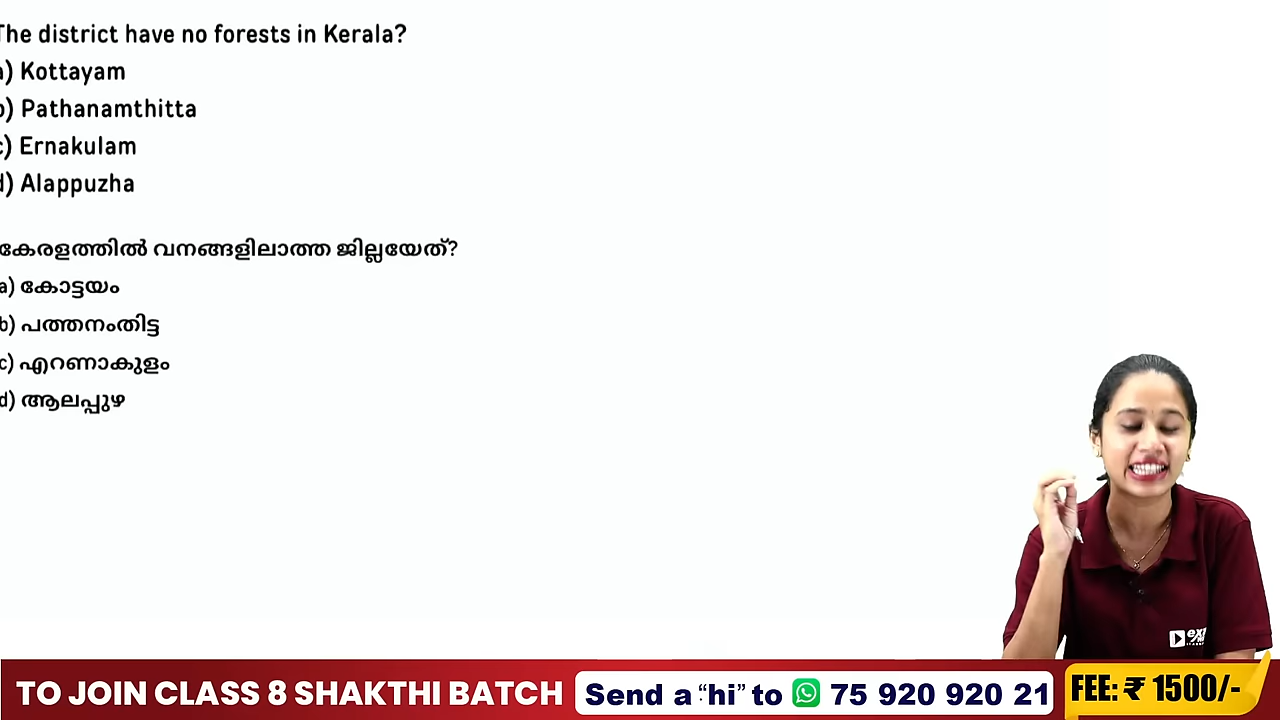 The district have no forests in Kerala?
a) Kottayam
b) Pathanamthitta
c) Ernakulam
d) Alappuzha
കേരളത്തിൽ വനങ്ങളിലാത്ത ജില്ലയേത്?
a) കോട്ടയം
b) പത്തനംതിട്ട
c) എറണാകുളം
d) ആലപ്പുഴ
TO JOIN CLASS 8 SHAKTHI BATCH Send a “hi” to 75 920 920 21 FEE: ₹ 1500/-